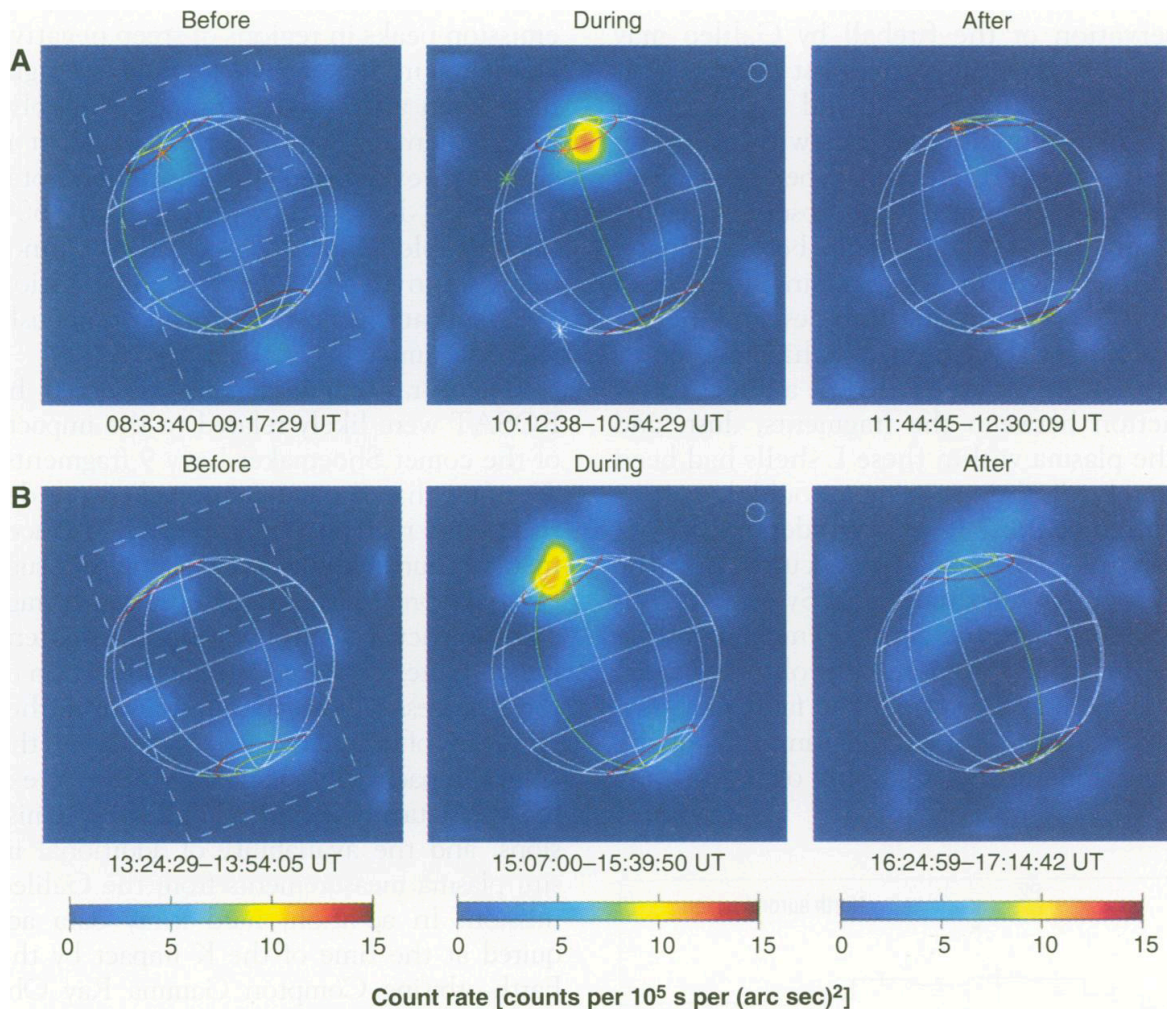 Before During After
A
08:33:40–09:17:29 UT 10:12:38–10:54:29 UT 11:44:45–12:30:09 UT
Before During After
B
13:24:29–13:54:05 UT 15:07:00–15:39:50 UT 16:24:59–17:14:42 UT
0 5 10 15 0 5 10 15 0 5 10 15
Count rate [counts per 10⁵ s per (arc sec)²]